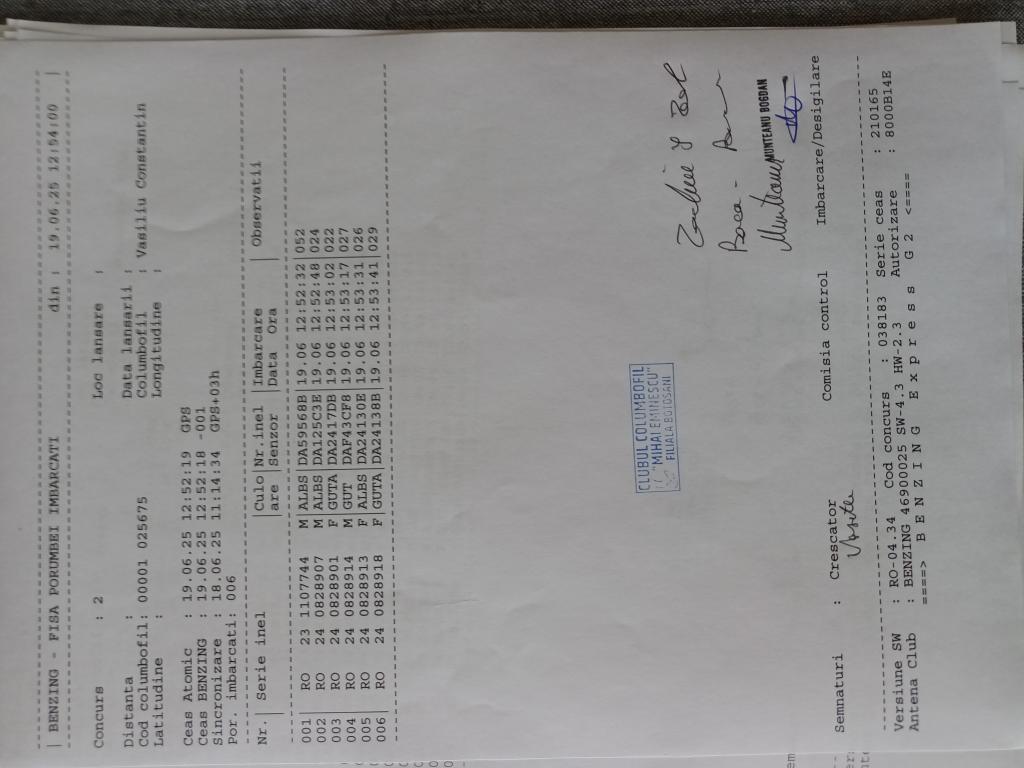 | BENZING - FISA PORUMBEI IMBARCATI din : 19.06.25 12:54:00 |
Concurs : 2 Loc lansare :
Distanta : Data lansarii :
Cod columbofil: 00001 025675 Columbofil : Vasiliu Constantin
Latitudine : Longitudine :
Ceas Atomic : 19.06.25 12:52:19 GPS
Ceas BENZING : 19.06.25 12:52:18 -001
Sincronizare : 18.06.25 11:14:34 GPS+03h
Por. imbarcati: 006
Nr.| Serie inel |Culo|Nr.inel |Imbarcare | Observatii
|are |Senzor |Data Ora |
001 | RO 23 1107744 M|ALBS|DA59568B|19.06 12:52:32|052
002 | RO 24 0828907 M|ALBS|DA125C3E|19.06 12:52:48|024
003 | RO 24 0828901 F|GUTA|DA2417DB|19.06 12:53:02|022
004 | RO 24 0828914 M|GUT |DAF43CF8|19.06 12:53:17|027
005 | RO 24 0828913 F|ALBS|DA24130E|19.06 12:53:31|026
006 | RO 24 0828918 F|GUTA|DA24138B|19.06 12:53:41|029
CLUBUL COLUMBOFIL
"MIHAI EMINESCU"
FILIALA BOTOSANI
MUNTEANU BOGDAN
Semnaturi : Crescator Comisia control Imbarcare/Desigilare
Versiune SW : RO-04.34 Cod concurs : 038183 Serie ceas : 210165
Antena Club : BENZING 46900025 SW-4.3 HW-2.3 Autorizare : 8000B14E
====> B E N Z I N G E x p r e s s G 2 <====